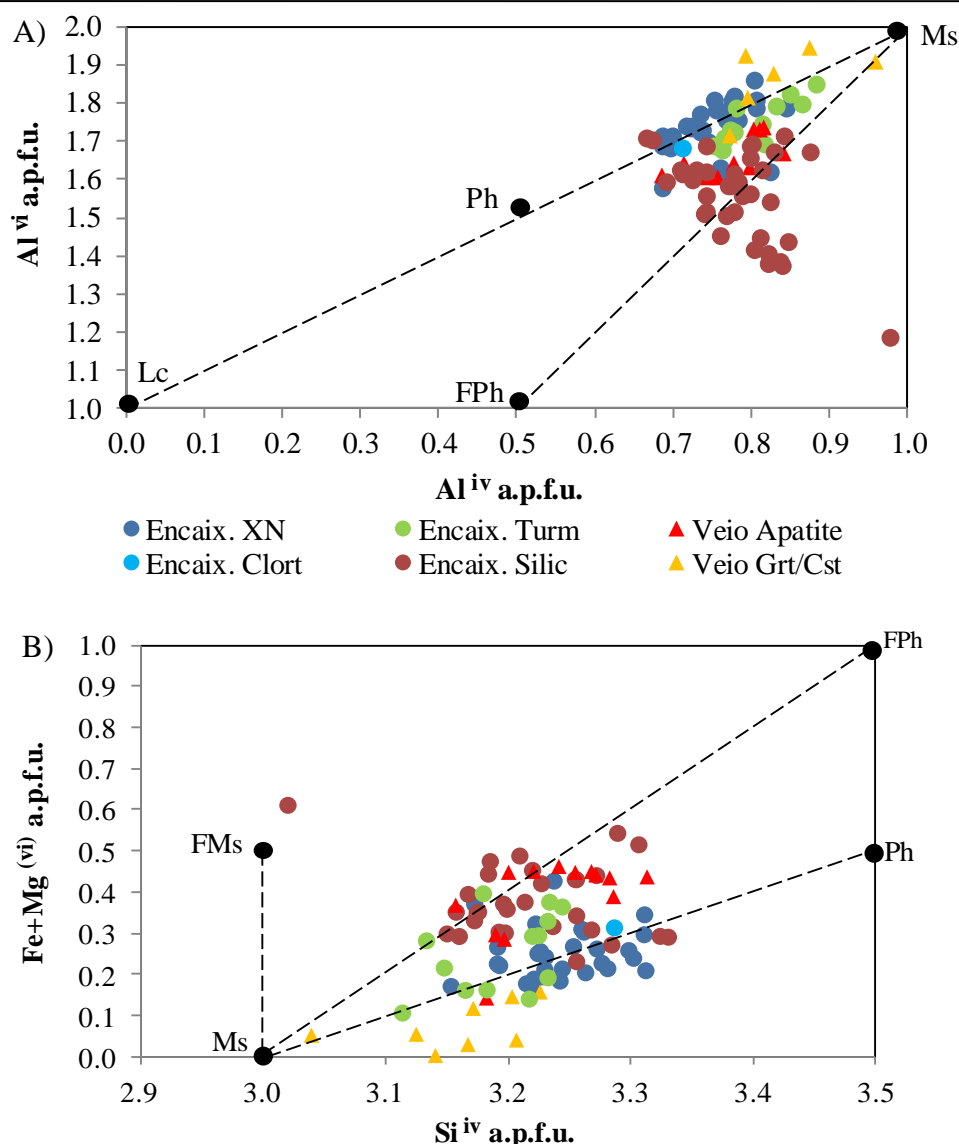 A)
2.0
1.9
1.8
1.7
1.6
1.5
1.4
1.3
1.2
1.1
1.0
Al vi a.p.f.u.
Ms
Ph
Lc
FPh
0.0 0.1 0.2 0.3 0.4 0.5 0.6 0.7 0.8 0.9 1.0
Al iv a.p.f.u.
Encaix. XN Encaix. Turm Veio Apatite
Encaix. Clort Encaix. Silic Veio Grt/Cst
B)
1.0
0.9
0.8
0.7
0.6
0.5
0.4
0.3
0.2
0.1
0.0
Fe+Mg (vi) a.p.f.u.
FPh
FMs
Ph
Ms
2.9 3.0 3.1 3.2 3.3 3.4 3.5
Si iv a.p.f.u.